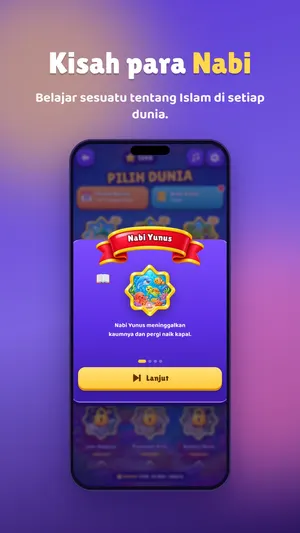 Kisah para Nabi
Belajar sesuatu tentang Islam di setiap
dunia.
PILIH DUNIA
Nabi Yunus
Nabi Yunus meninggalkan
kaumnya dan pergi naik kapal.
Lanjut